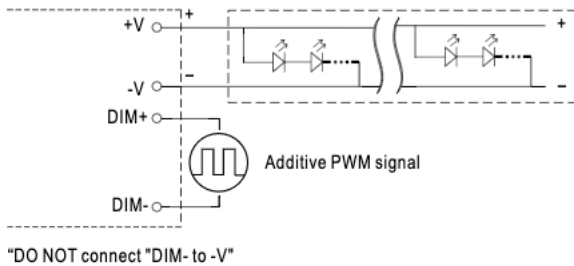 +V + +
-V − −
DIM+
Additive PWM signal
DIM-
"DO NOT connect "DIM- to -V"